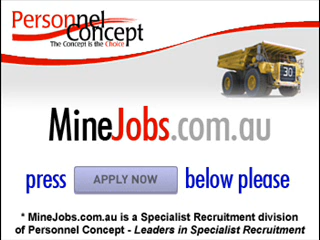 Personnel
Concept
The Concept is the Choice
30
MineJobs.com.au
press APPLY NOW below please
* MineJobs.com.au is a Specialist Recruitment division
of Personnel Concept - Leaders in Specialist Recruitment